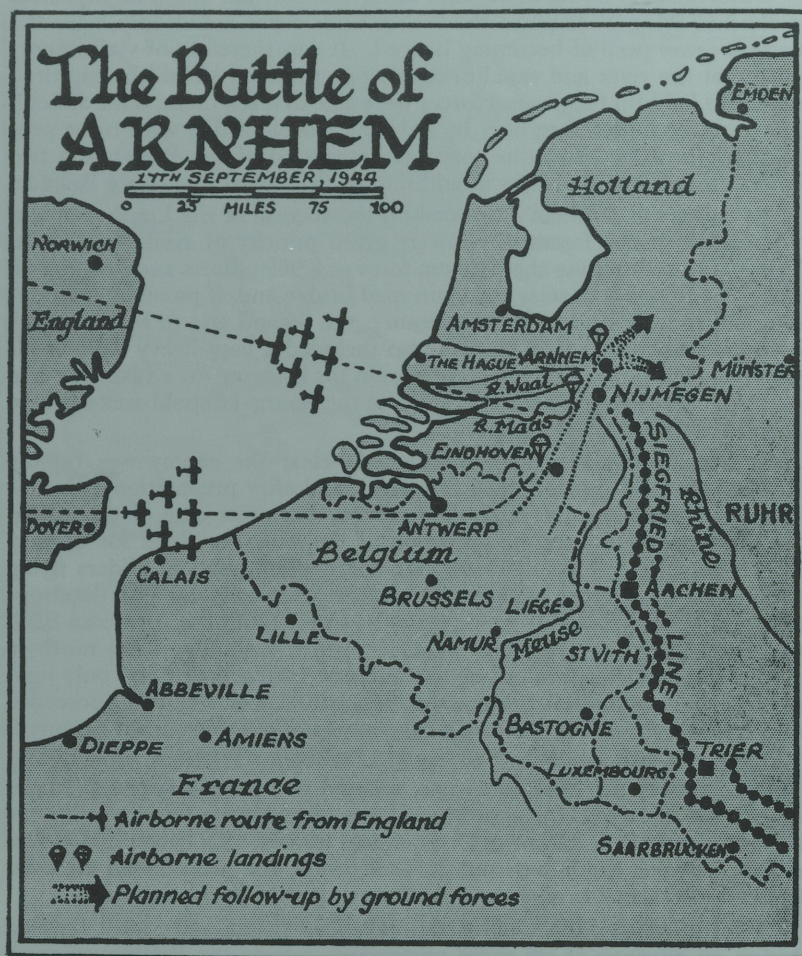 The Battle of
ARNHEM
17TH SEPTEMBER, 1944
0 25 MILES 75 100
EMDEN
Holland
NORWICH
England
AMSTERDAM
THE HAGUE
ARNHEM
MÜNSTER
R. Waal
NIJMEGEN
R. Maas
EINDHOVEN
SIEGFRIED
Rhine
RUHR
DOVER
ANTWERP
Belgium
CALAIS
BRUSSELS
LIÉGE
AACHEN
LILLE
NAMUR
Meuse
ST VITH
LINE
ABBEVILLE
BASTOGNE
DIEPPE
AMIENS
TRIER
LUXEMBOURG
France
Airborne route from England
SAARBRUCKEN
Airborne landings
Planned follow-up by ground forces